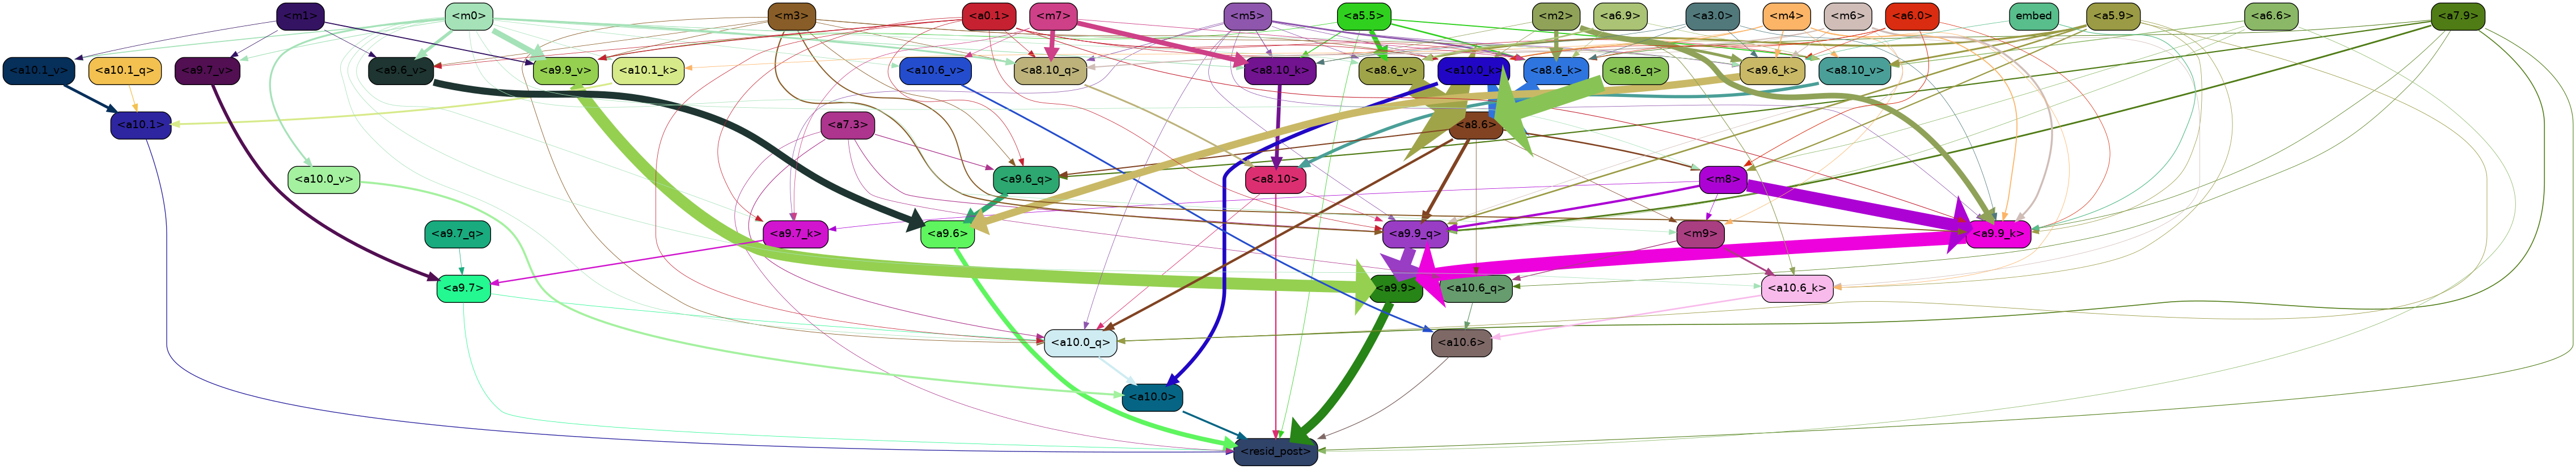 <m1> <m0> <m3> <a0.1> <m7> <m5> <a5.5> <m2> <a6.9> <a3.0> <m4> <m6> <a6.0> embed <a5.9> <a6.6> <a7.9>
<a10.1_v> <a10.1_q> <a9.7_v> <a9.6_v> <a9.9_v> <a10.1_k> <a10.6_v> <a8.10_q> <a8.10_k> <a8.6_v> <a10.0_k> <a8.6_k> <a8.6_q> <a9.6_k> <a8.10_v>
<a10.1> <a7.3> <a8.6>
<a10.0_v> <a9.6_q> <a8.10> <m8>
<a9.7_q> <a9.7_k> <a9.6> <a9.9_q> <m9> <a9.9_k>
<a9.7> <a9.9> <a10.6_q> <a10.6_k>
<a10.0_q> <a10.6>
<a10.0>
<resid_post>